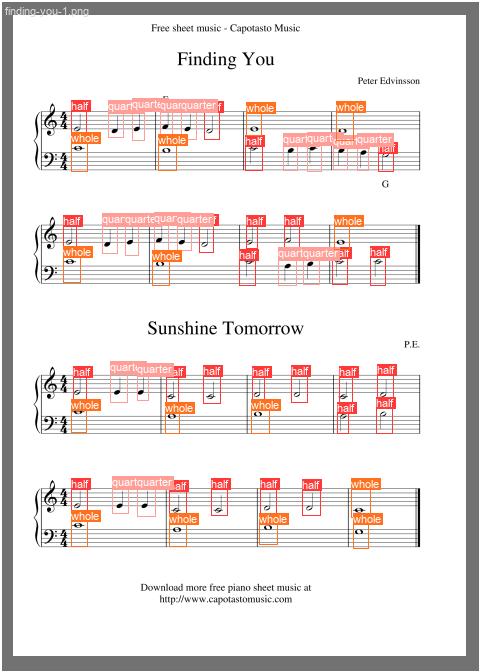 finding-you-1.png
Free sheet music - Capotasto Music
Finding You
Peter Edvinsson
half quarter quarter quarter quarter half whole whole
whole whole half quarter quarter quarter quarter half
G
half quarter quarter quarter quarter half half half whole
whole whole half quarter quarter half half
Sunshine Tomorrow
P.E.
half quarter quarter half half half half half half
whole whole whole half half
half quarter quarter half half half half whole
whole whole whole whole
Download more free piano sheet music at
http://www.capotastomusic.com